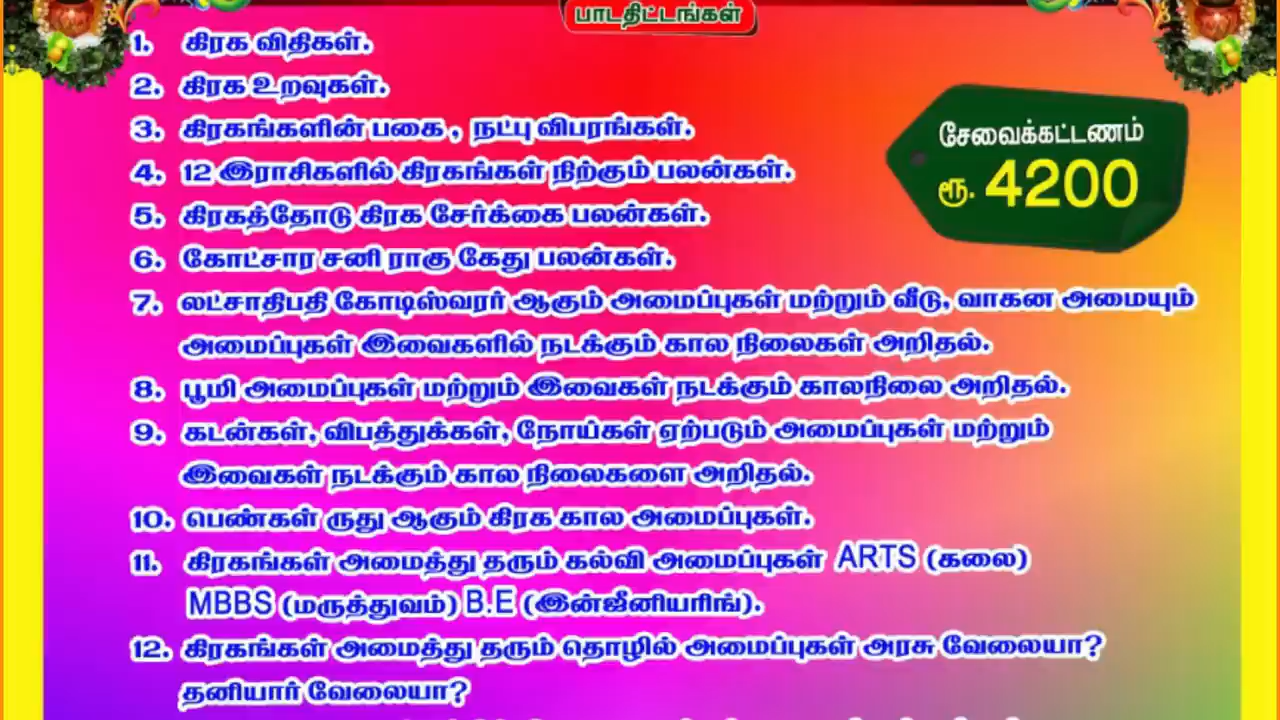 பாடதிட்டங்கள்
1. கிரக விதிகள்.
2. கிரக உறவுகள்.
3. கிரகங்களின் பகை , நட்பு விபரங்கள்.
சேவைக்கட்டணம்
ரூ. 4200
4. 12 இராசிகளில் கிரகங்கள் நிற்கும் பலன்கள்.
5. கிரகத்தோடு கிரக சேர்க்கை பலன்கள்.
6. கோட்சார சனி ராகு கேது பலன்கள்.
7. லட்சாதிபதி கோடிஸ்வரர் ஆகும் அமைப்புகள் மற்றும் வீடு, வாகன அமையும்
அமைப்புகள் இவைகளில் நடக்கும் கால நிலைகள் அறிதல்.
8. பூமி அமைப்புகள் மற்றும் இவைகள் நடக்கும் காலநிலை அறிதல்.
9. கடன்கள், விபத்துக்கள், நோய்கள் ஏற்படும் அமைப்புகள் மற்றும்
இவைகள் நடக்கும் கால நிலைகளை அறிதல்.
10. பெண்கள் ருது ஆகும் கிரக கால அமைப்புகள்.
11. கிரகங்கள் அமைத்து தரும் கல்வி அமைப்புகள் ARTS (கலை)
MBBS (மருத்துவம்) B.E (இன்ஜீனியரிங்).
12. கிரகங்கள் அமைத்து தரும் தொழில் அமைப்புகள் அரசு வேலையா?
தனியார் வேலையா?